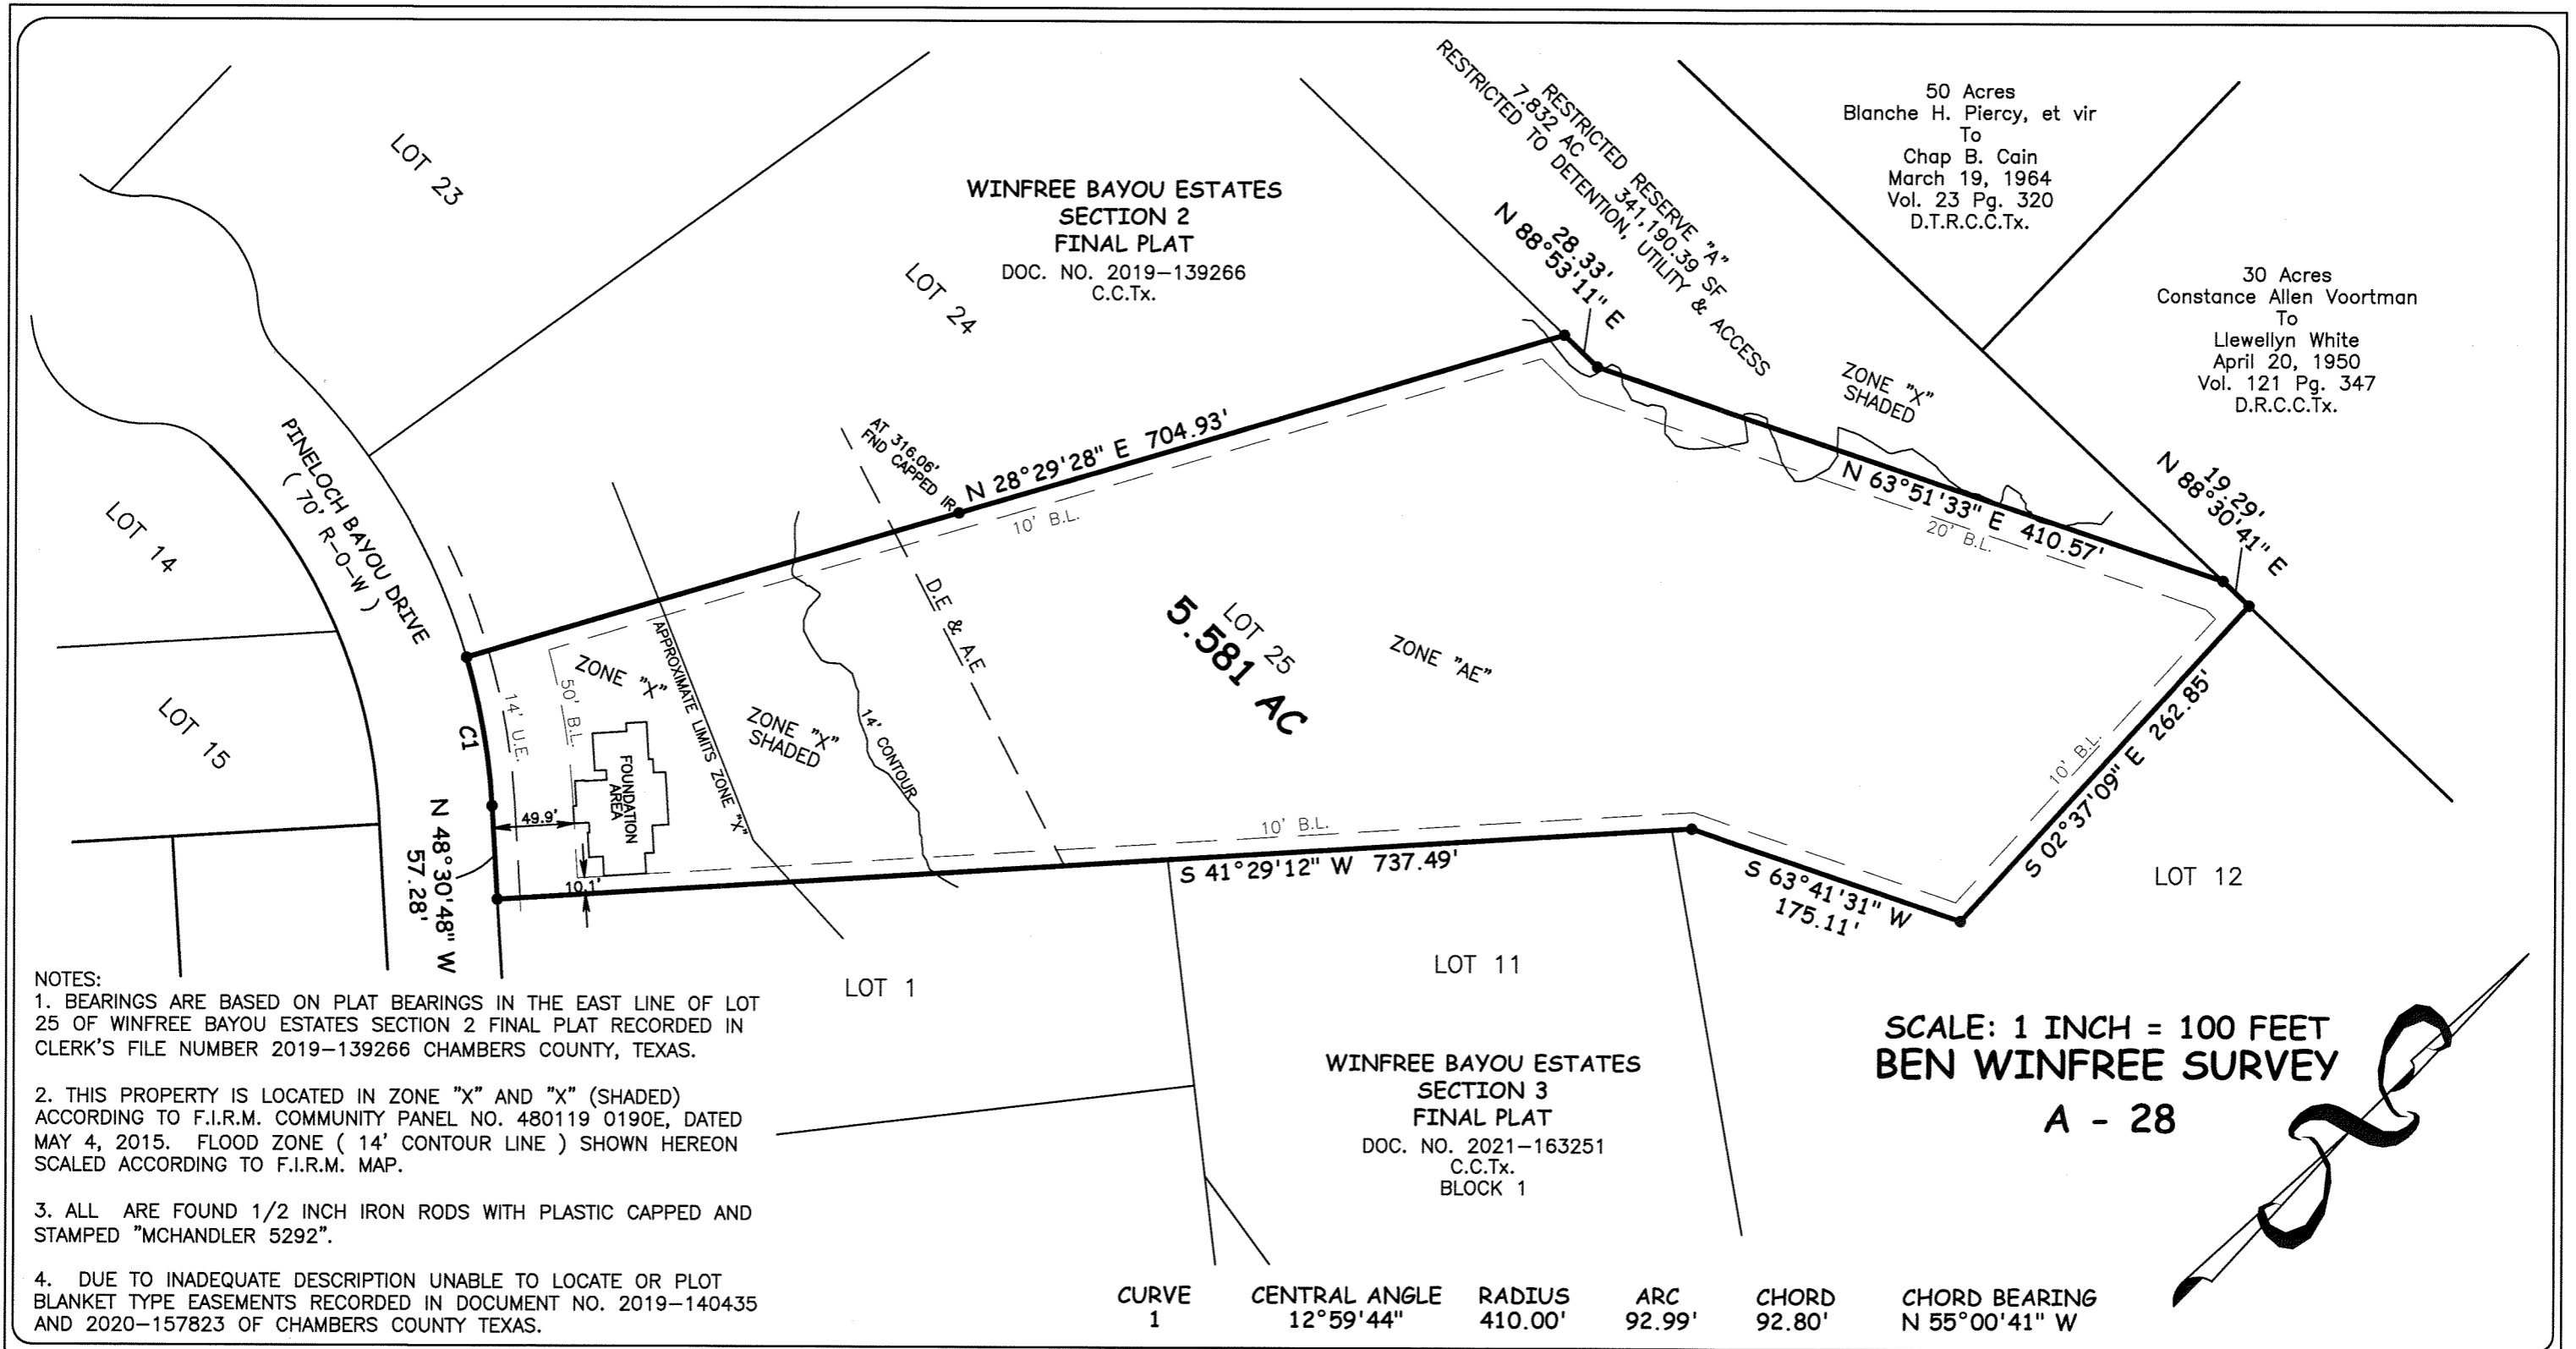 LOT 23
WINFREE BAYOU ESTATES
SECTION 2
FINAL PLAT
DOC. NO. 2019-139266
C.C.Tx.
LOT 24
RESTRICTED RESERVE "A"
7.832 AC 341,190.39 SF
RESTRICTED TO DETENTION, UTILITY & ACCESS
28.33'
N 88°53'11" E
50 Acres
Blanche H. Piercy, et vir
To
Chap B. Cain
March 19, 1964
Vol. 23 Pg. 320
D.T.R.C.C.Tx.
30 Acres
Constance Allen Voortman
To
Llewellyn White
April 20, 1950
Vol. 121 Pg. 347
D.R.C.C.Tx.
ZONE "X"
SHADED
PINELOCH BAYOU DRIVE
( 70' R-O-W )
AT 316.06'
FND CAPPED IR
N 28°29'28" E 704.93'
10' B.L.
N 63°51'33" E 410.57'
20' B.L.
19.29'
N 88°30'41" E
LOT 14
LOT 15
C1
14' U.E.
50' B.L.
ZONE "X"
APPROXIMATE LIMITS ZONE "X"
ZONE "X"
SHADED
14' CONTOUR
D.E & A.E
LOT 25
5.581 AC
ZONE "AE"
FOUNDATION
AREA
49.9'
10.1'
N 48°30'48" W
57.28'
10' B.L.
S 41°29'12" W 737.49'
S 63°41'31" W
175.11'
10' B.L.
S 02°37'09" E 262.85'
LOT 12
LOT 1
LOT 11
WINFREE BAYOU ESTATES
SECTION 3
FINAL PLAT
DOC. NO. 2021-163251
C.C.Tx.
BLOCK 1
SCALE: 1 INCH = 100 FEET
BEN WINFREE SURVEY
A - 28
NOTES:
1. BEARINGS ARE BASED ON PLAT BEARINGS IN THE EAST LINE OF LOT
25 OF WINFREE BAYOU ESTATES SECTION 2 FINAL PLAT RECORDED IN
CLERK'S FILE NUMBER 2019-139266 CHAMBERS COUNTY, TEXAS.
2. THIS PROPERTY IS LOCATED IN ZONE "X" AND "X" (SHADED)
ACCORDING TO F.I.R.M. COMMUNITY PANEL NO. 480119 0190E, DATED
MAY 4, 2015. FLOOD ZONE ( 14' CONTOUR LINE ) SHOWN HEREON
SCALED ACCORDING TO F.I.R.M. MAP.
3. ALL ARE FOUND 1/2 INCH IRON RODS WITH PLASTIC CAPPED AND
STAMPED "MCHANDLER 5292".
4. DUE TO INADEQUATE DESCRIPTION UNABLE TO LOCATE OR PLOT
BLANKET TYPE EASEMENTS RECORDED IN DOCUMENT NO. 2019-140435
AND 2020-157823 OF CHAMBERS COUNTY TEXAS.
CURVE CENTRAL ANGLE RADIUS ARC CHORD CHORD BEARING
1 12°59'44" 410.00' 92.99' 92.80' N 55°00'41" W